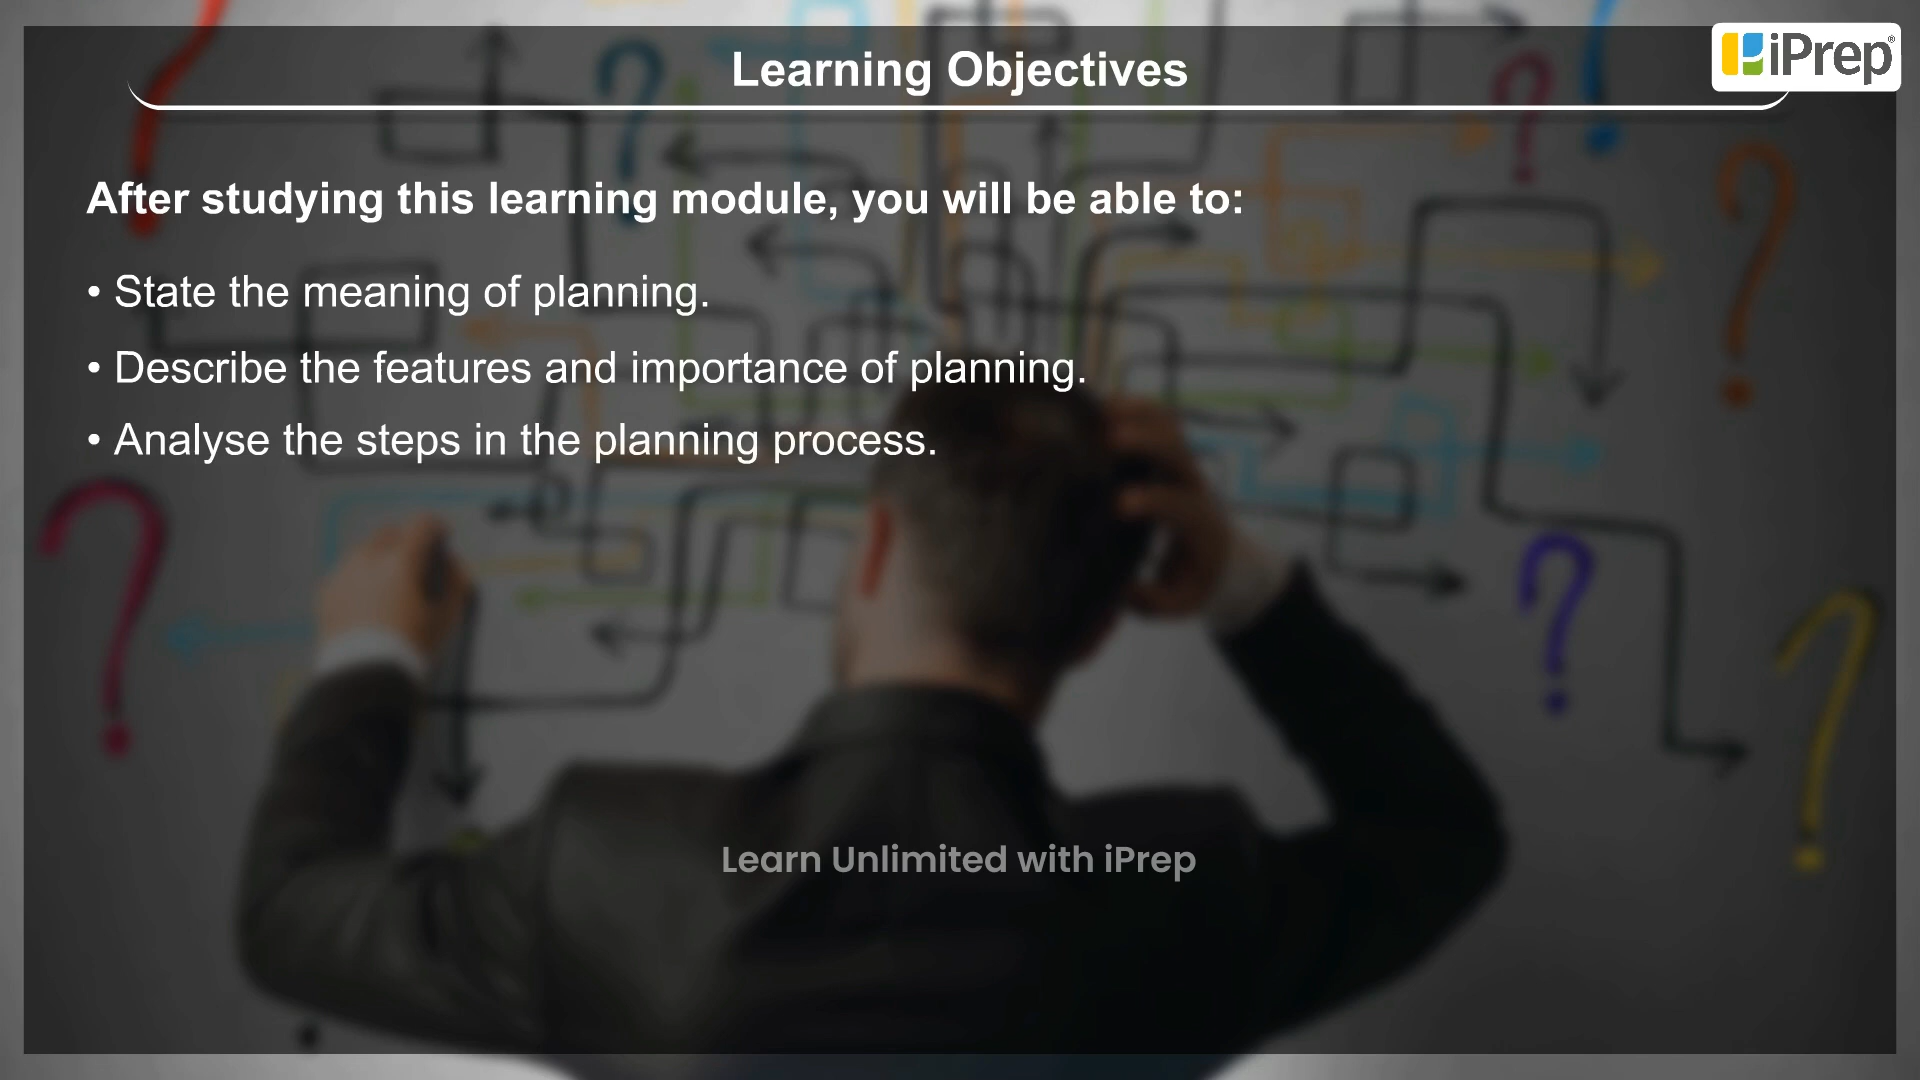 Learning Objectives
iPrep®
After studying this learning module, you will be able to:
• State the meaning of planning.
• Describe the features and importance of planning.
• Analyse the steps in the planning process.
Learn Unlimited with iPrep